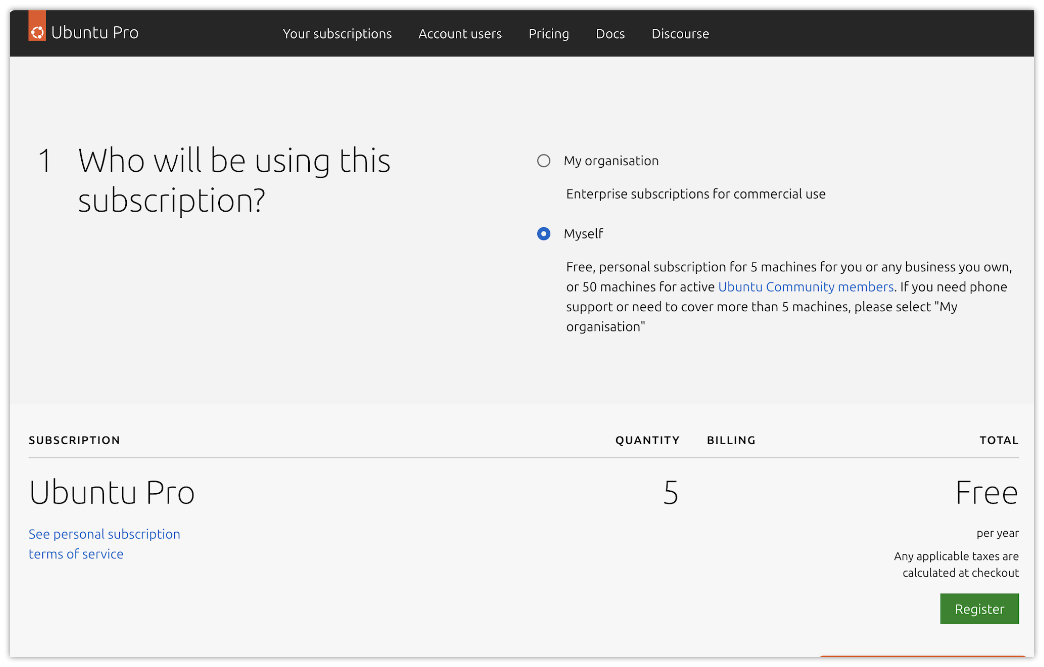 Ubuntu Pro
Your subscriptions Account users Pricing Docs Discourse
1 Who will be using this
subscription?
My organisation
Enterprise subscriptions for commercial use
Myself
Free, personal subscription for 5 machines for you or any business you own,
or 50 machines for active Ubuntu Community members. If you need phone
support or need to cover more than 5 machines, please select "My
organisation"
SUBSCRIPTION QUANTITY BILLING TOTAL
Ubuntu Pro 5 Free
See personal subscription
terms of service
per year
Any applicable taxes are
calculated at checkout
Register